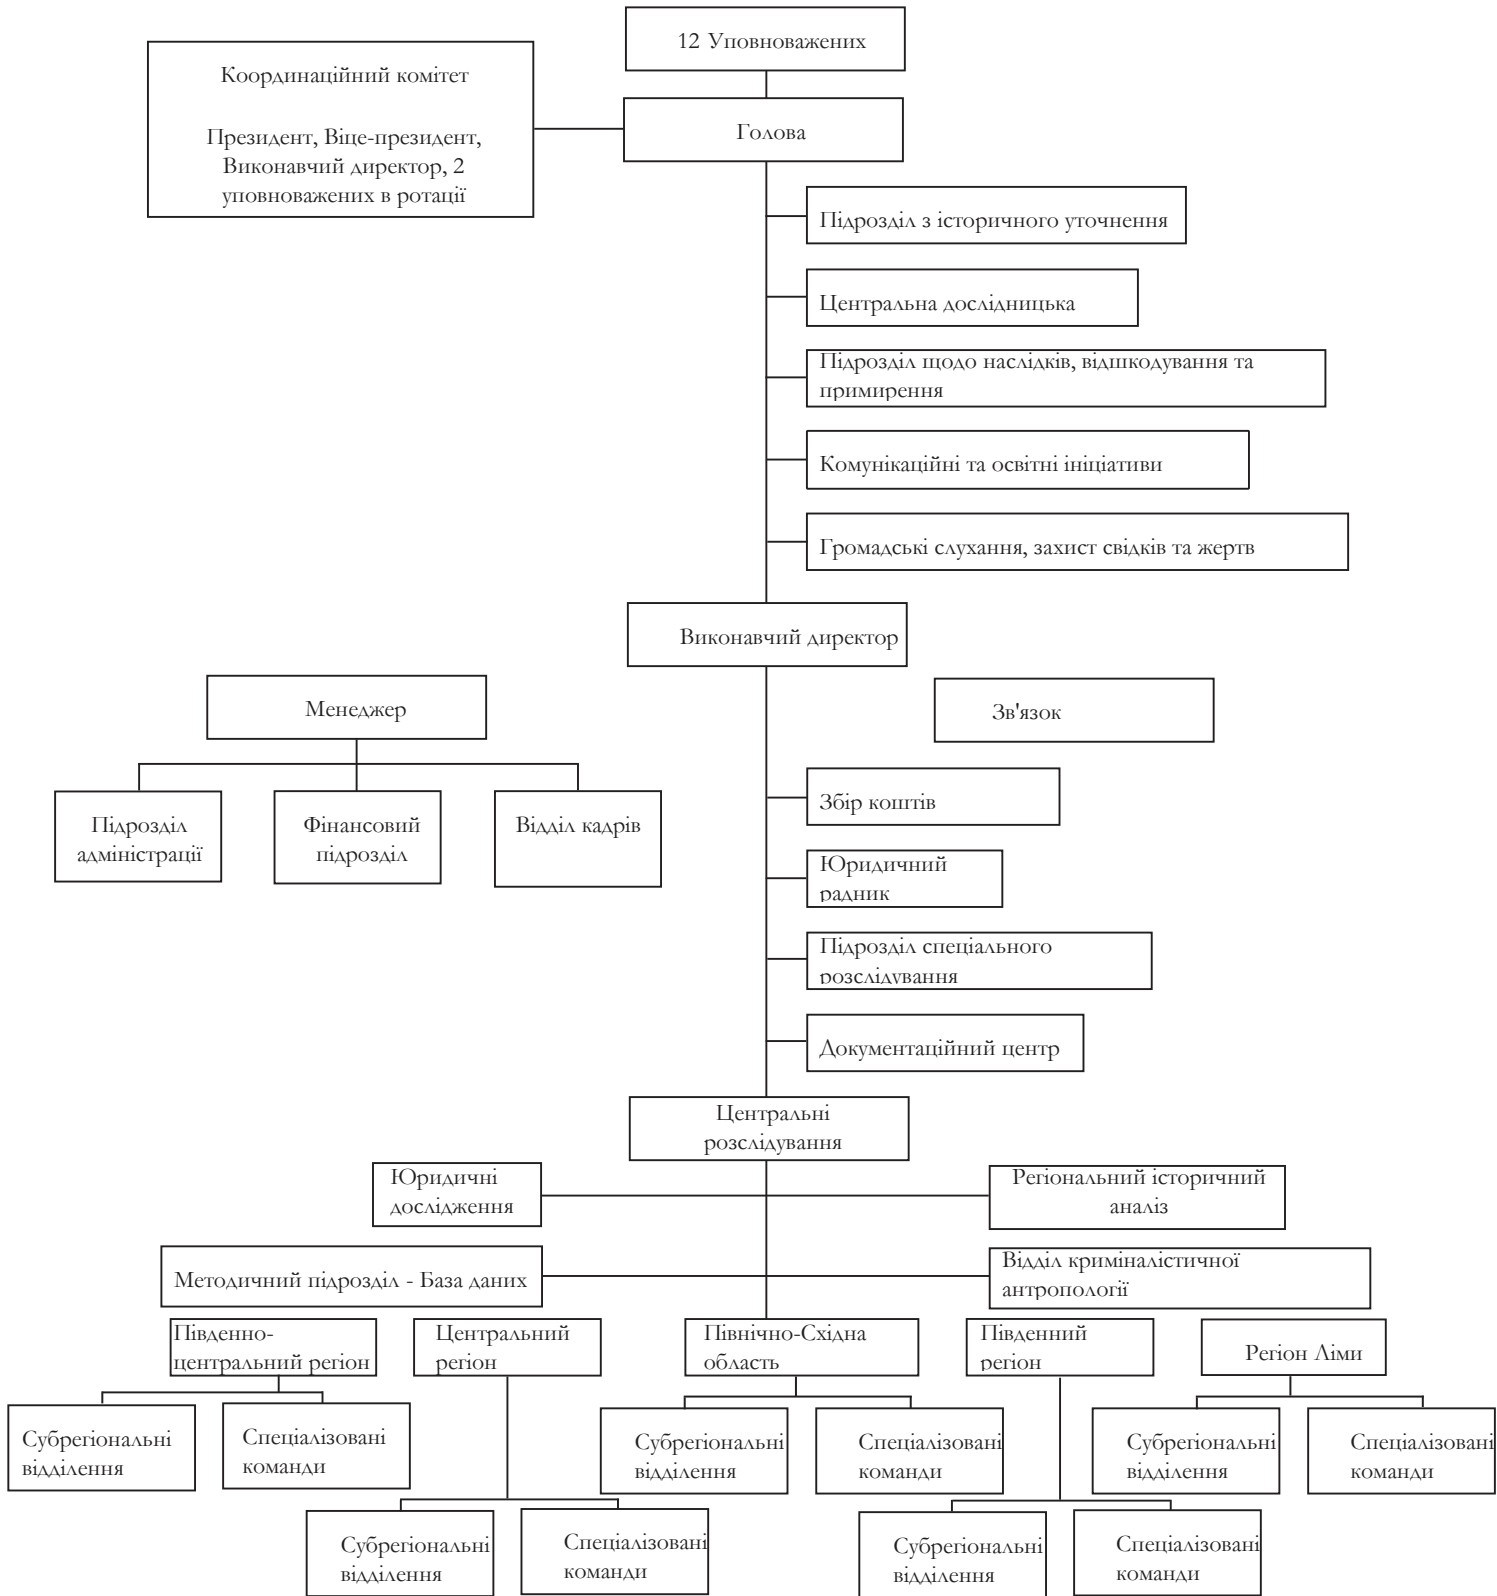 12 Уповноважених
Координаційний комітет
Президент, Віце-президент,
Виконавчий директор, 2
уповноважених в ротації
Голова
Підрозділ з історичного уточнення
Центральна дослідницька
Підрозділ щодо наслідків, відшкодування та
примирення
Комунікаційні та освітні ініціативи
Громадські слухання, захист свідків та жертв
Виконавчий директор
Менеджер
Зв'язок
Підрозділ
адміністрації
Фінансовий
підрозділ
Відділ кадрів
Збір коштів
Юридичний
радник
Підрозділ спеціального
розслідування
Документаційний центр
Центральні
розслідування
Юридичні
дослідження
Регіональний історичний
аналіз
Методичний підрозділ - База даних
Відділ криміналістичної
антропології
Південно-
центральний регіон
Центральний
регіон
Північно-Східна
область
Південний
регіон
Регіон Ліми
Субрегіональні
відділення
Спеціалізовані
команди
Субрегіональні
відділення
Спеціалізовані
команди
Субрегіональні
відділення
Спеціалізовані
команди
Субрегіональні
відділення
Спеціалізовані
команди
Субрегіональні
відділення
Спеціалізовані
команди